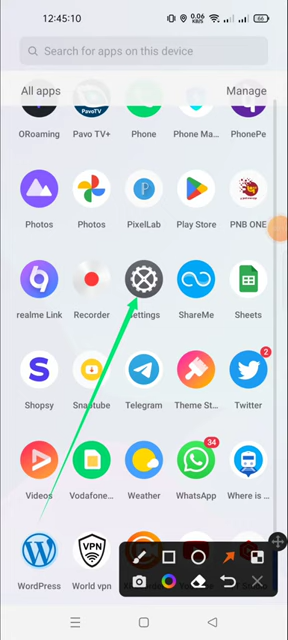 12:45:10
0.06
KB/S
66
Search for apps on this device
All apps
Manage
PavoTV
ORoaming
Pavo TV+
Phone
Phone Ma...
PhonePe
P
Photos
Photos
PixelLab
Play Store
PNB ONE
realme Link
Recorder
Settings
ShareMe
Sheets
S
2
Shopsy
Snaptube
Telegram
Theme St...
Twitter
34
Videos
Vodafone...
Weather
WhatsApp
Where is ...
W
VPN
WordPress
World vpn